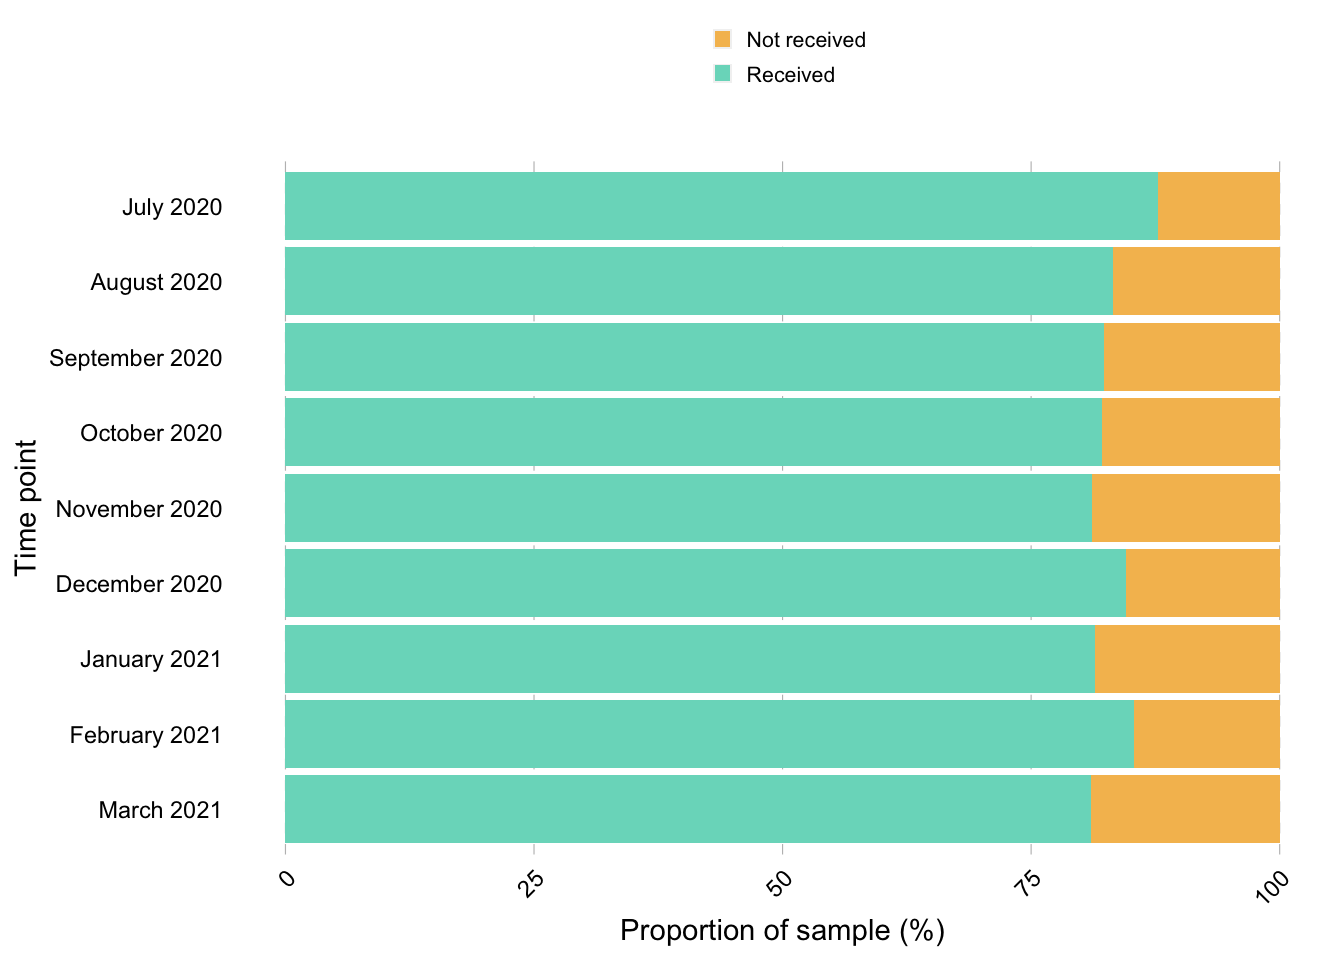 Not received
Received
July 2020
August 2020
September 2020
October 2020
November 2020
December 2020
January 2021
February 2021
March 2021
Time point
0
25
50
75
100
Proportion of sample (%)